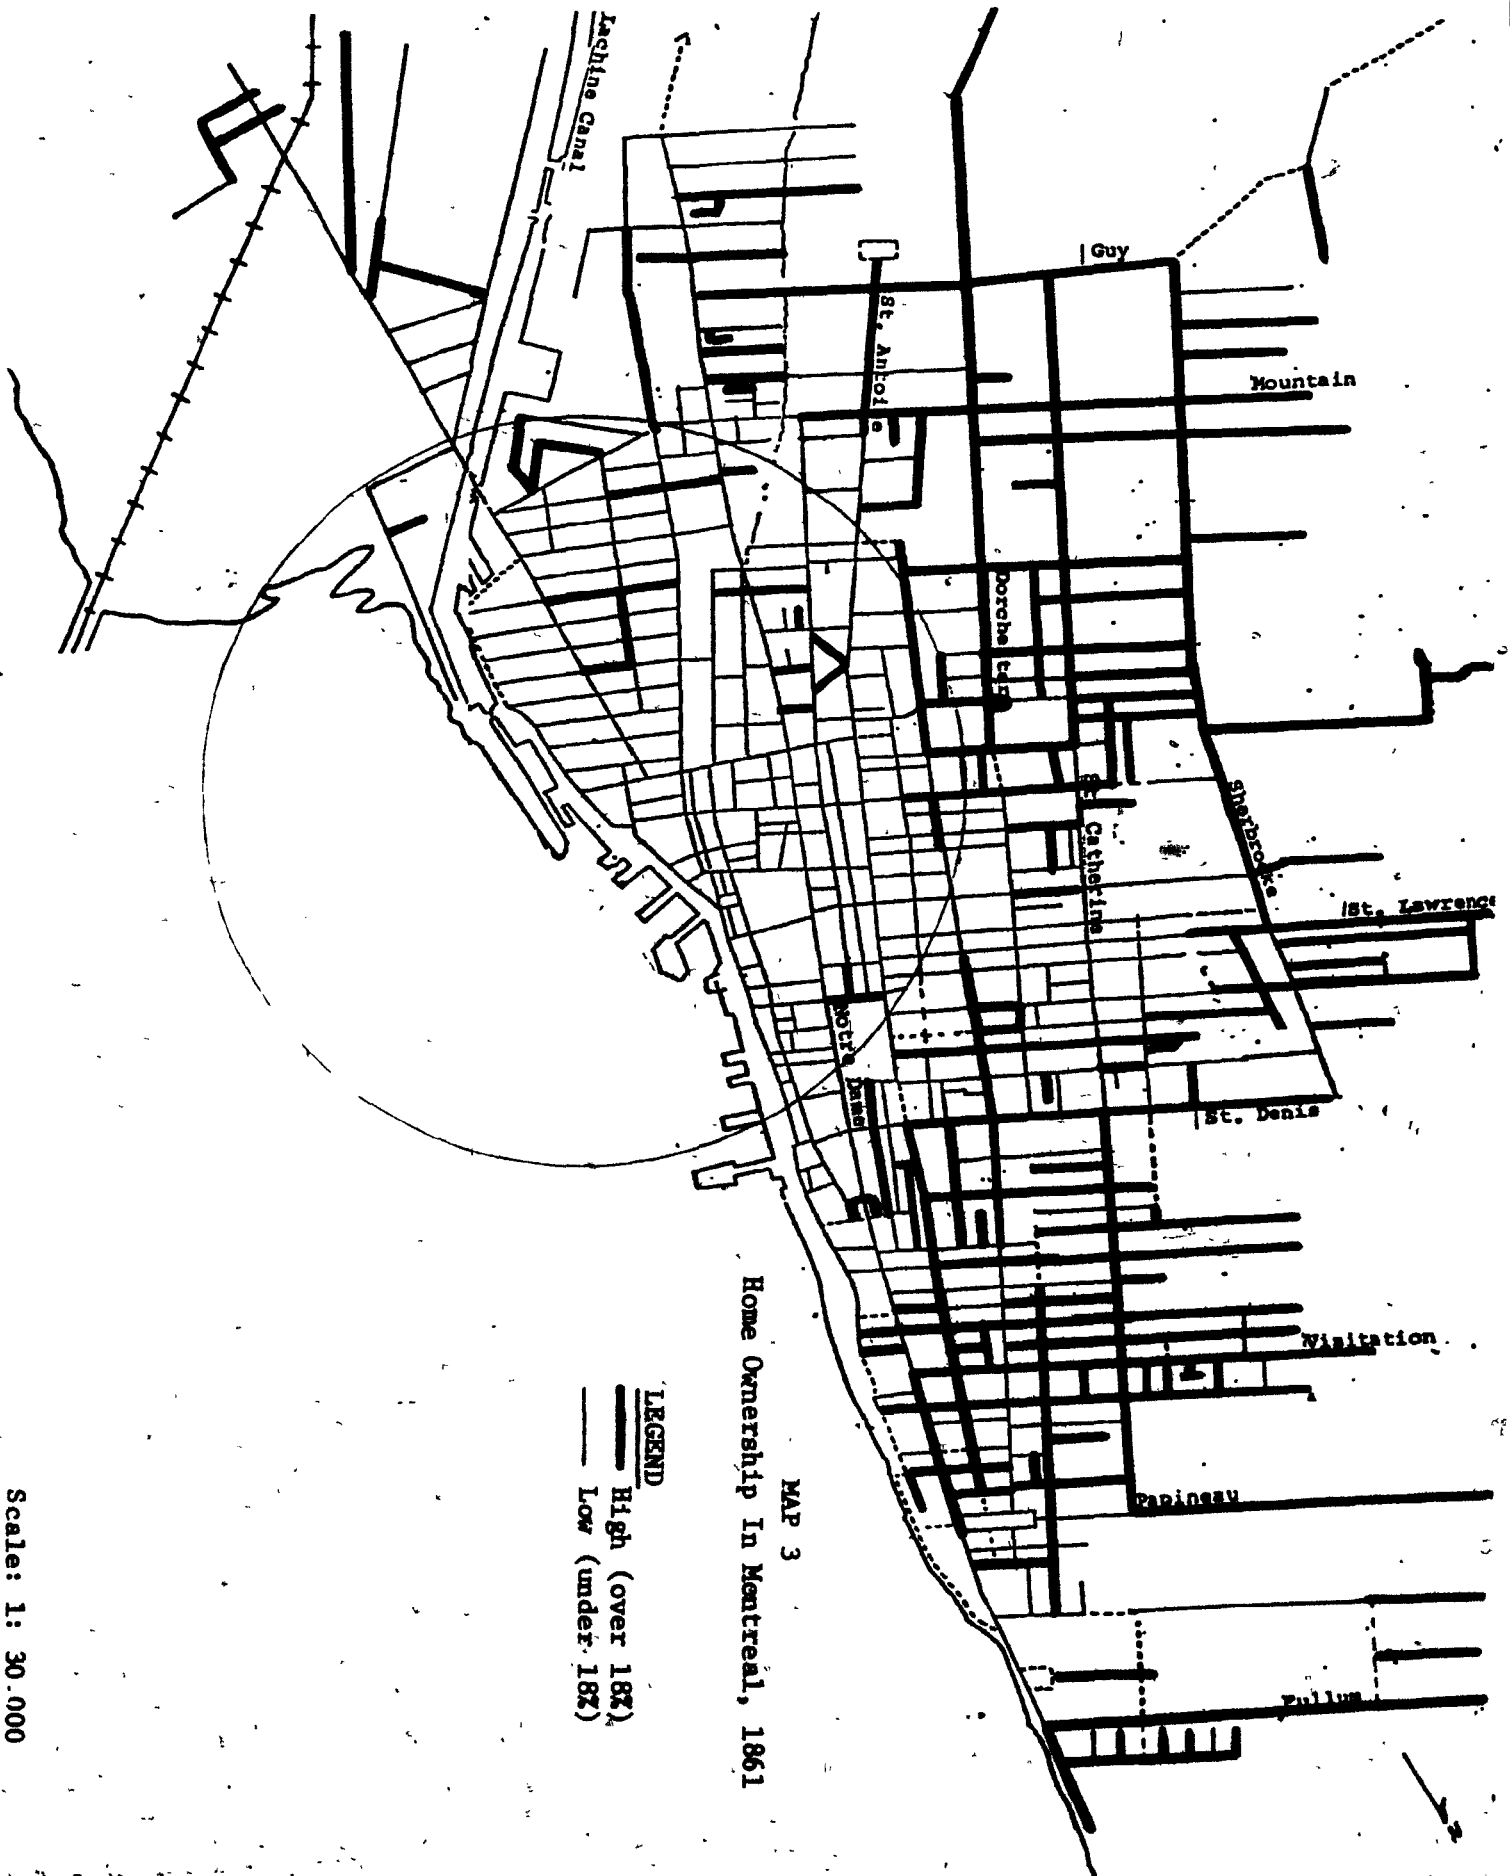 Lachine Canal
Guy
St. Antoine
Mountain
Dorchester
Sherbrooke
St. Catherine
St. Lawrence
Notre Dame
St. Denis
Visitation
Papineau
Fullum
N
MAP 3
Home Ownership In Montreal, 1861
LEGEND
High (over 18%)
Low (under 18%)
Scale: 1: 30.000